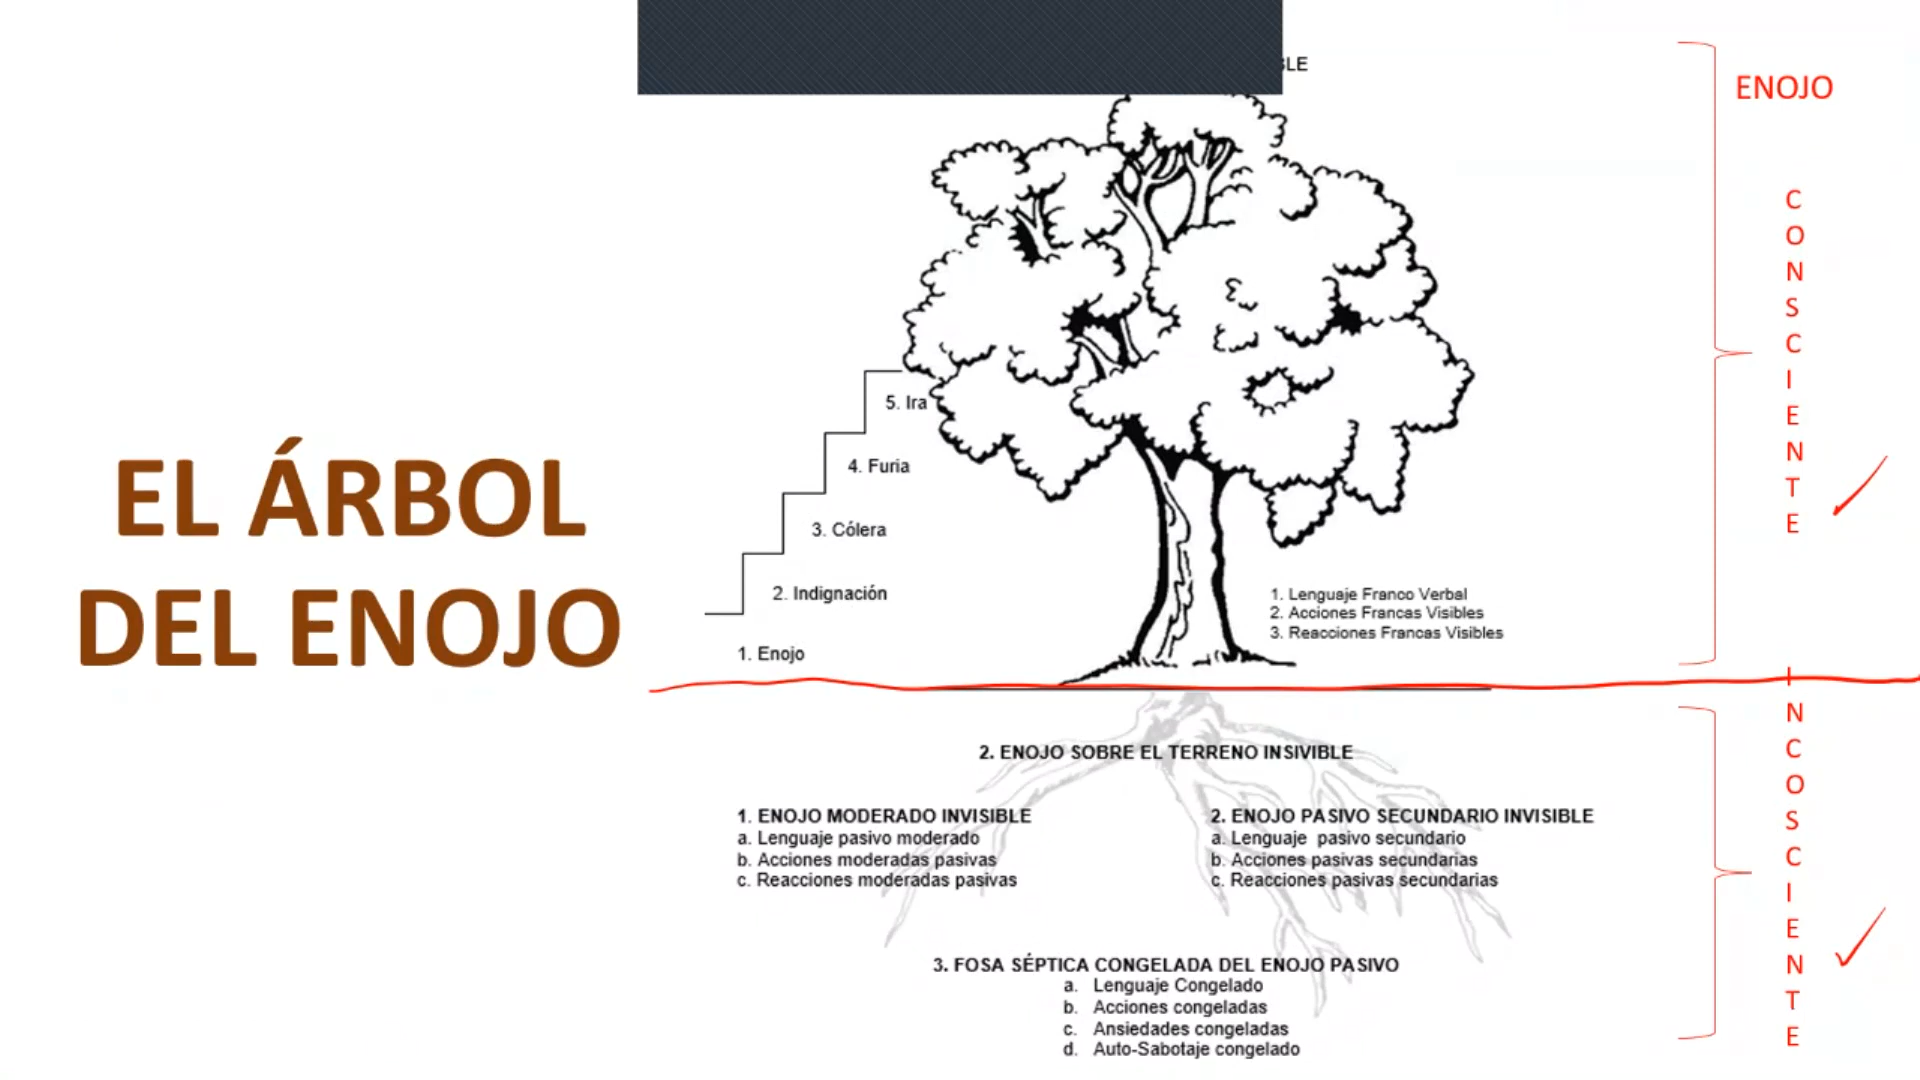 EL ÁRBOL
DEL ENOJO
5. Ira
4. Furia
3. Cólera
2. Indignación
1. Enojo
1. Lenguaje Franco Verbal
2. Acciones Francas Visibles
3. Reacciones Francas Visibles
2. ENOJO SOBRE EL TERRENO INSIVIBLE
1. ENOJO MODERADO INVISIBLE
a. Lenguaje pasivo moderado
b. Acciones moderadas pasivas
c. Reacciones moderadas pasivas
2. ENOJO PASIVO SECUNDARIO INVISIBLE
a. Lenguaje pasivo secundario
b. Acciones pasivas secundarias
c. Reacciones pasivas secundarias
3. FOSA SÉPTICA CONGELADA DEL ENOJO PASIVO
a. Lenguaje Congelado
b. Acciones congeladas
c. Ansiedades congeladas
d. Auto-Sabotaje congelado
ENOJO
CONSCIENTE
INCOSCIENTE